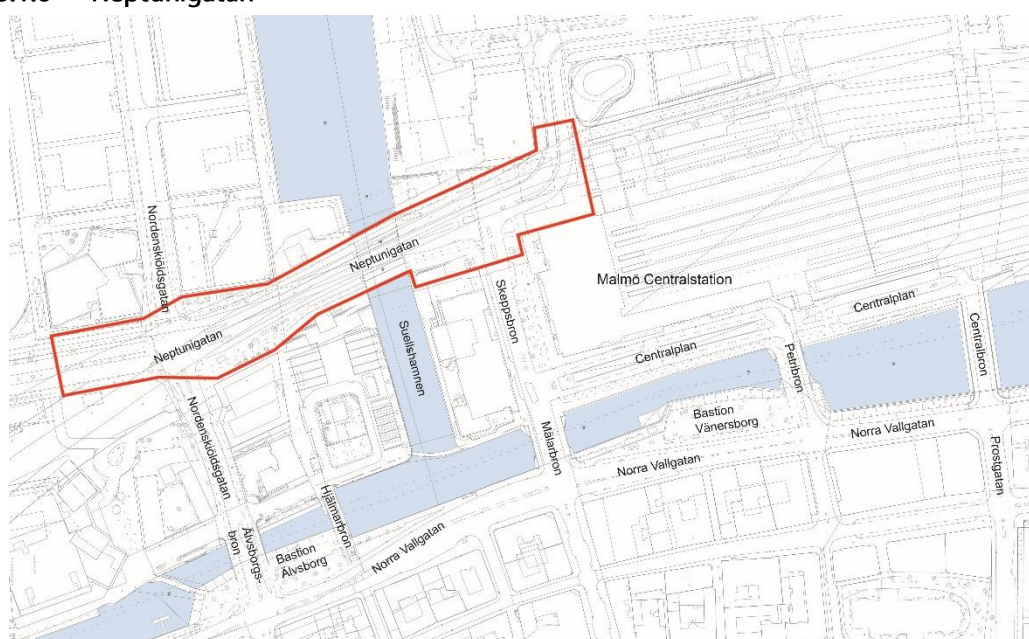 Neptunigatan
Nordenskiöldsgatan
Neptunigatan
Neptunigatan
Skeppsbron
Malmö Centralstation
Centralplan
Centralbron
Suellshamnen
Centralplan
Petribron
Nordenskiöldsgatan
Bastion
Vänersborg
Mälarbron
Norra Vallgatan
Norra Vallgatan
Prostgatan
Hjälmarbron
Älvsborgs-
bron
Bastion
Älvsborg
Norra Vallgatan